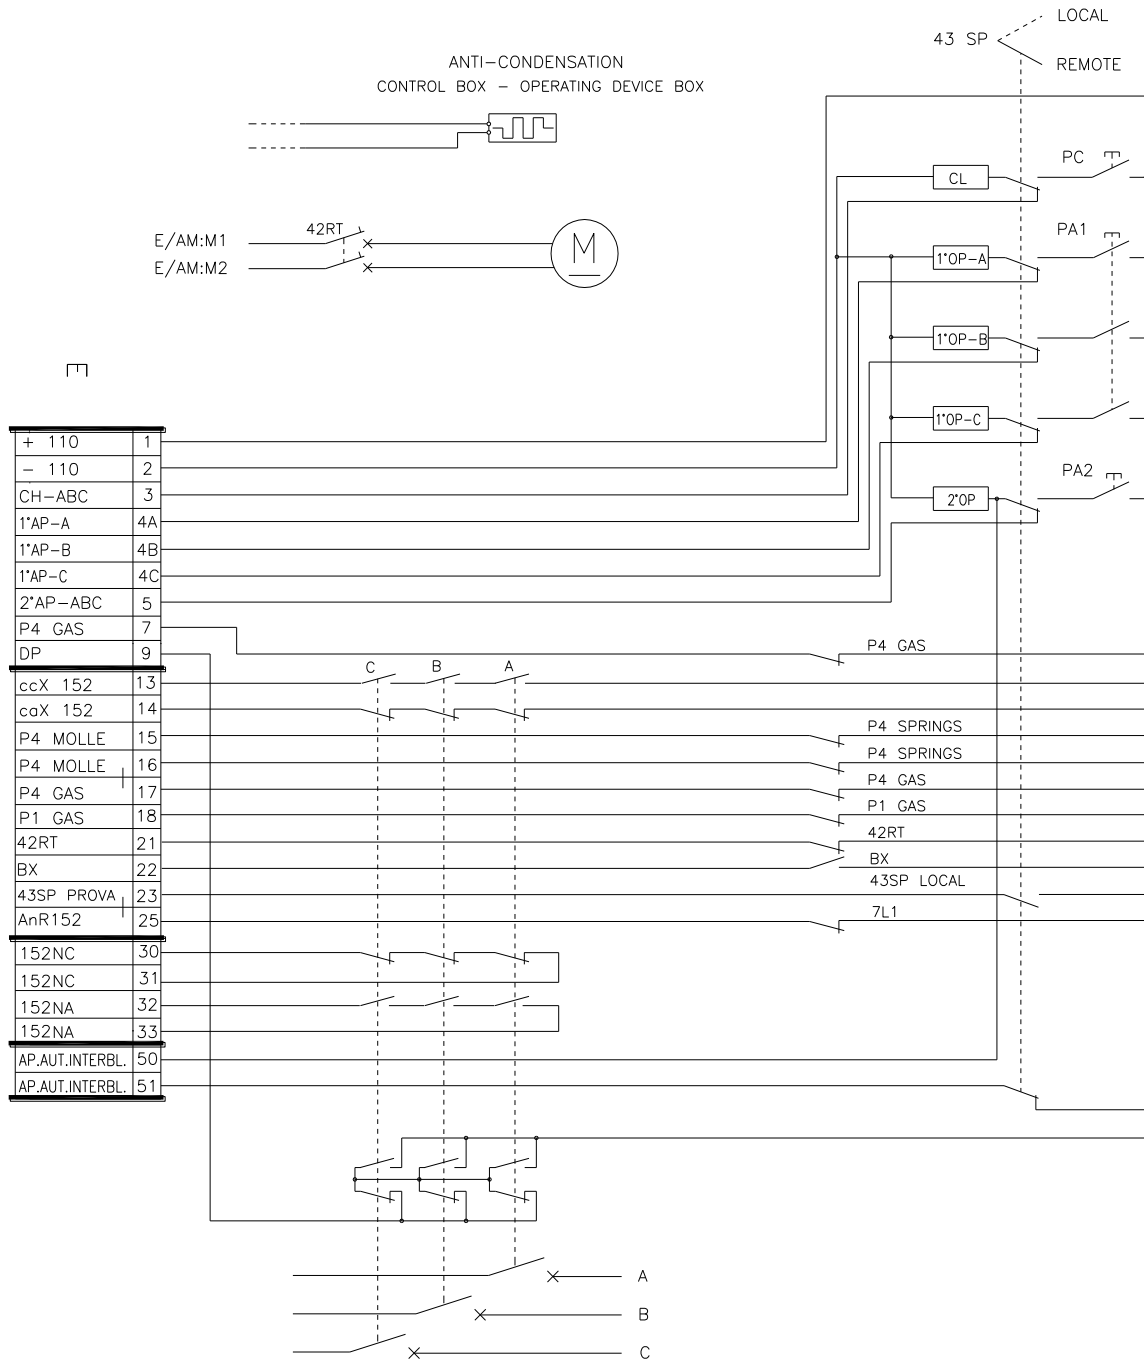 LOCAL
43 SP
REMOTE
ANTI-CONDENSATION
CONTROL BOX - OPERATING DEVICE BOX
PC
CL
42RT
E/AM:M1
E/AM:M2
M
PA1
1°OP-A
1°OP-B
1°OP-C
PA2
2°OP
+ 110 1
- 110 2
CH-ABC 3
1°AP-A 4A
1°AP-B 4B
1°AP-C 4C
2°AP-ABC 5
P4 GAS 7
DP 9
P4 GAS
C B A
ccX 152 13
caX 152 14
P4 MOLLE 15
P4 SPRINGS
P4 MOLLE 16
P4 SPRINGS
P4 GAS 17
P4 GAS
P1 GAS 18
P1 GAS
42RT 21
42RT
BX 22
BX
43SP PROVA 23
43SP LOCAL
AnR152 25
7L1
152NC 30
152NC 31
152NA 32
152NA 33
AP.AUT.INTERBL. 50
AP.AUT.INTERBL. 51
A
B
C